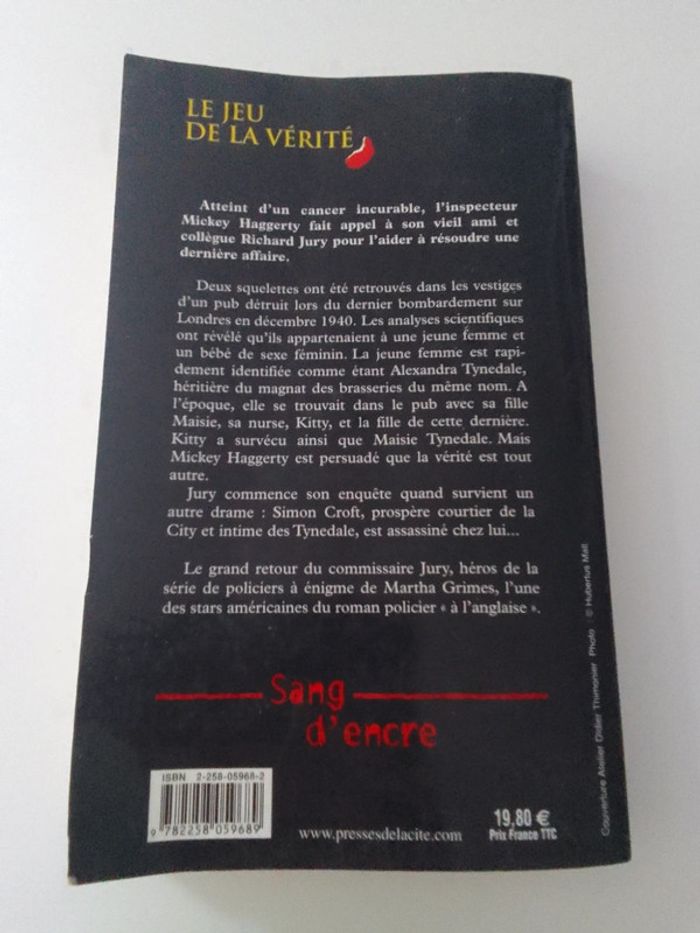 LE JEU
DE LA VÉRITÉ
Atteint d'un cancer incurable, l'inspecteur
Mickey Haggerty fait appel à son vieil ami et
collègue Richard Jury pour l'aider à résoudre une
dernière affaire.
Deux squelettes ont été retrouvés dans les vestiges
d'un pub détruit lors du dernier bombardement sur
Londres en décembre 1940. Les analyses scientifiques
ont révélé qu'ils appartenaient à une jeune femme et
un bébé de sexe féminin. La jeune femme est rapi-
dement identifiée comme étant Alexandra Tynedale,
héritière du magnat des brasseries du même nom. A
l'époque, elle se trouvait dans le pub avec sa fille
Maisie, sa nurse, Kitty, et la fille de cette dernière.
Kitty a survécu ainsi que Maisie Tynedale. Mais
Mickey Haggerty est persuadé que la vérité est tout
autre.
Jury commence son enquête quand survient un
autre drame : Simon Croft, prospère courtier de la
City et intime des Tynedale, est assassiné chez lui...
Le grand retour du commissaire Jury, héros de la
série de policiers à énigme de Martha Grimes, l'une
des stars américaines du roman policier « à l'anglaise ».
Sang
d'encre
ISBN 2-258-05968-2
9 782258 059689
www.pressesdelacite.com
19,80 €
Prix France TTC
Couverture Atelier Didier Thimonier Photo : © Hubertus Mall